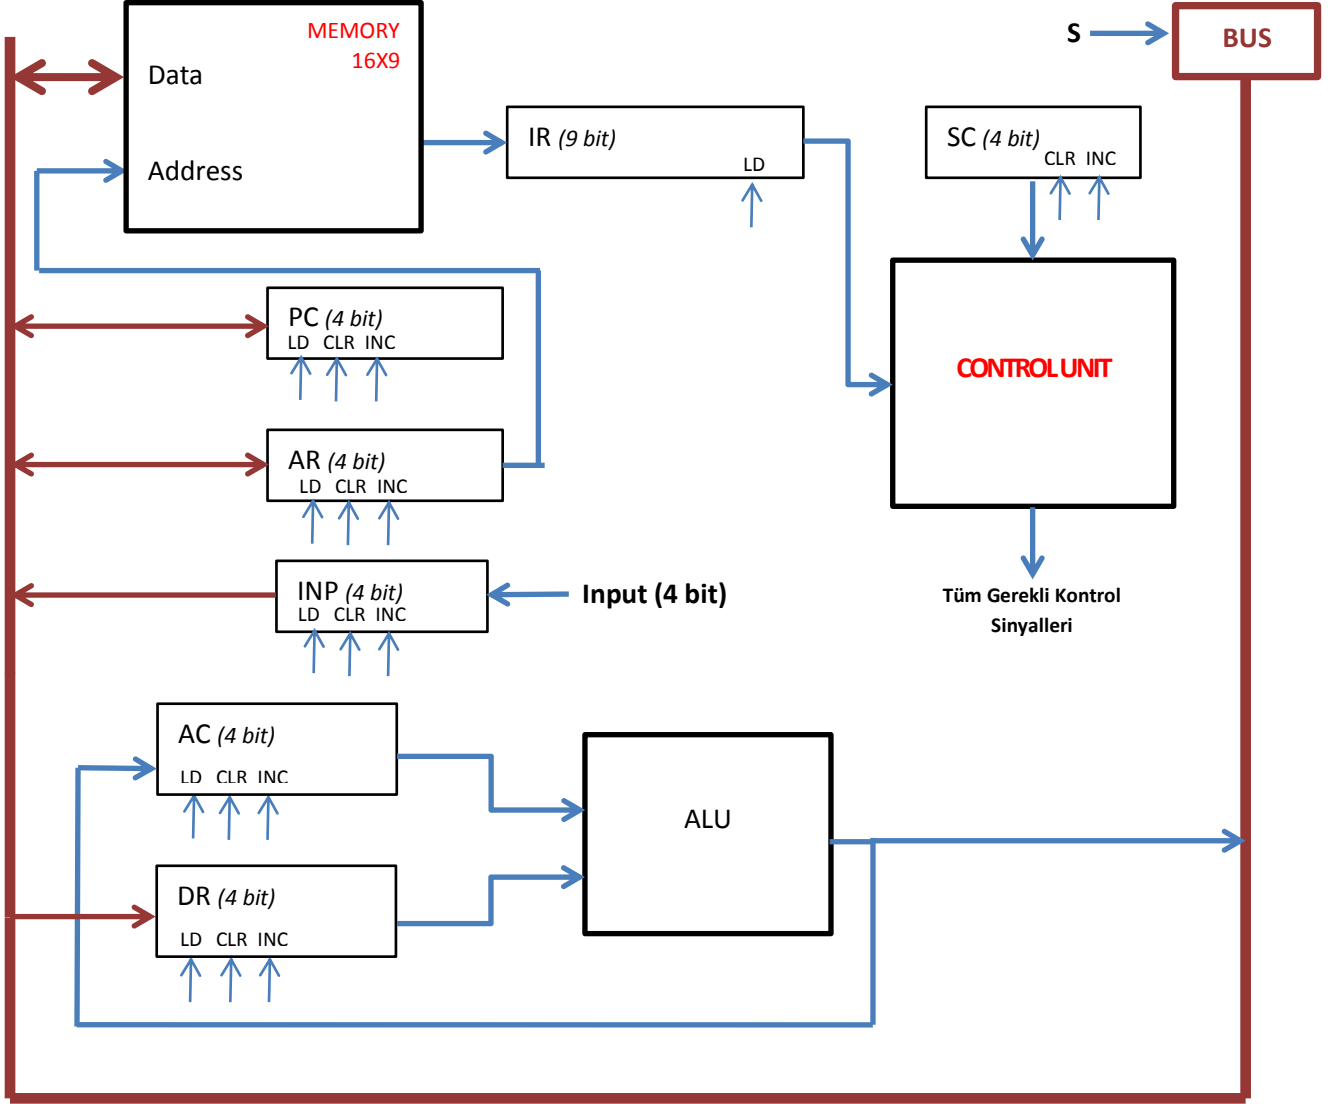 MEMORY
16X9
Data
Address
S
BUS
IR (9 bit)
LD
SC (4 bit)
CLR INC
PC (4 bit)
LD CLR INC
CONTROL UNIT
AR (4 bit)
LD CLR INC
INP (4 bit)
LD CLR INC
Input (4 bit)
Tüm Gerekli Kontrol
Sinyalleri
AC (4 bit)
LD CLR INC
ALU
DR (4 bit)
LD CLR INC